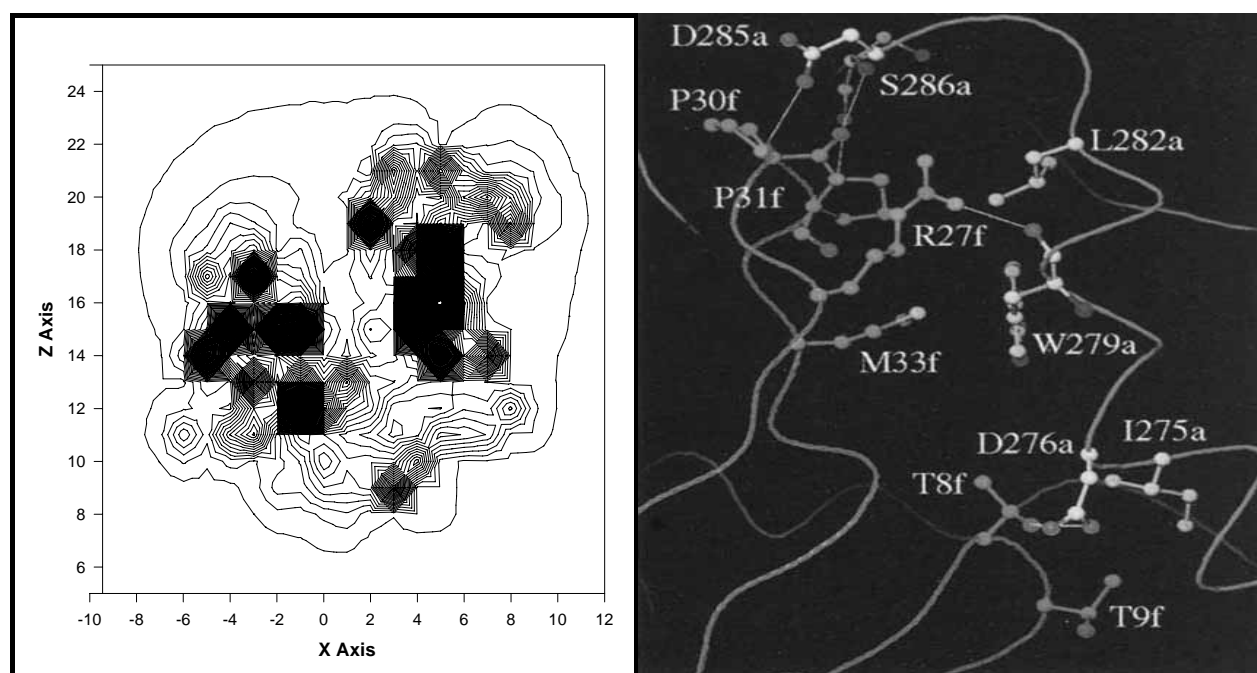 24
22
20
18
16
14
12
10
8
6
Z Axis
-10 -8 -6 -4 -2 0 2 4 6 8 10 12
X Axis
D285a
S286a
P30f
L282a
P31f
R27f
W279a
M33f
D276a I275a
T8f
T9f